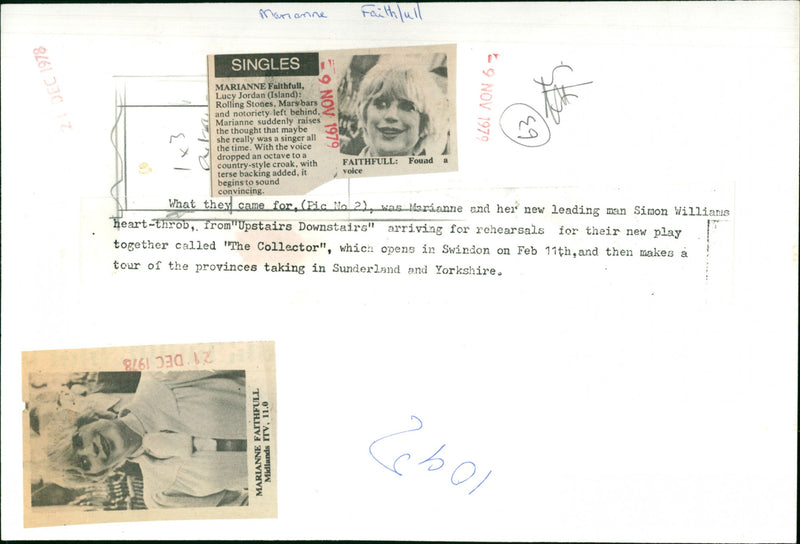 Marianne Faithfull
21 DEC 1978
SINGLES
MARIANNE Faithfull,
Lucy Jordan (Island):
Rolling Stones, Mars bars
and notoriety left behind,
Marianne suddenly raises
the thought that maybe
she really was a singer all
the time. With the voice
dropped an octave to a
country-style croak, with
terse backing added, it
begins to sound
convincing.
- 9 NOV 1979
FAITHFULL: Found a
voice
- 9 NOV 1979
63
1 x 3
What they came for,(Pic No 2), was Marianne and her new leading man Simon Williams
heart-throb, from"Upstairs Downstairs" arriving for rehearsals for their new play
together called "The Collector", which opens in Swindon on Feb 11th,and then makes a
tour of the provinces taking in Sunderland and Yorkshire.
21 DEC 1978
MARIANNE FAITHFULL
Midlands ITV, 11.0